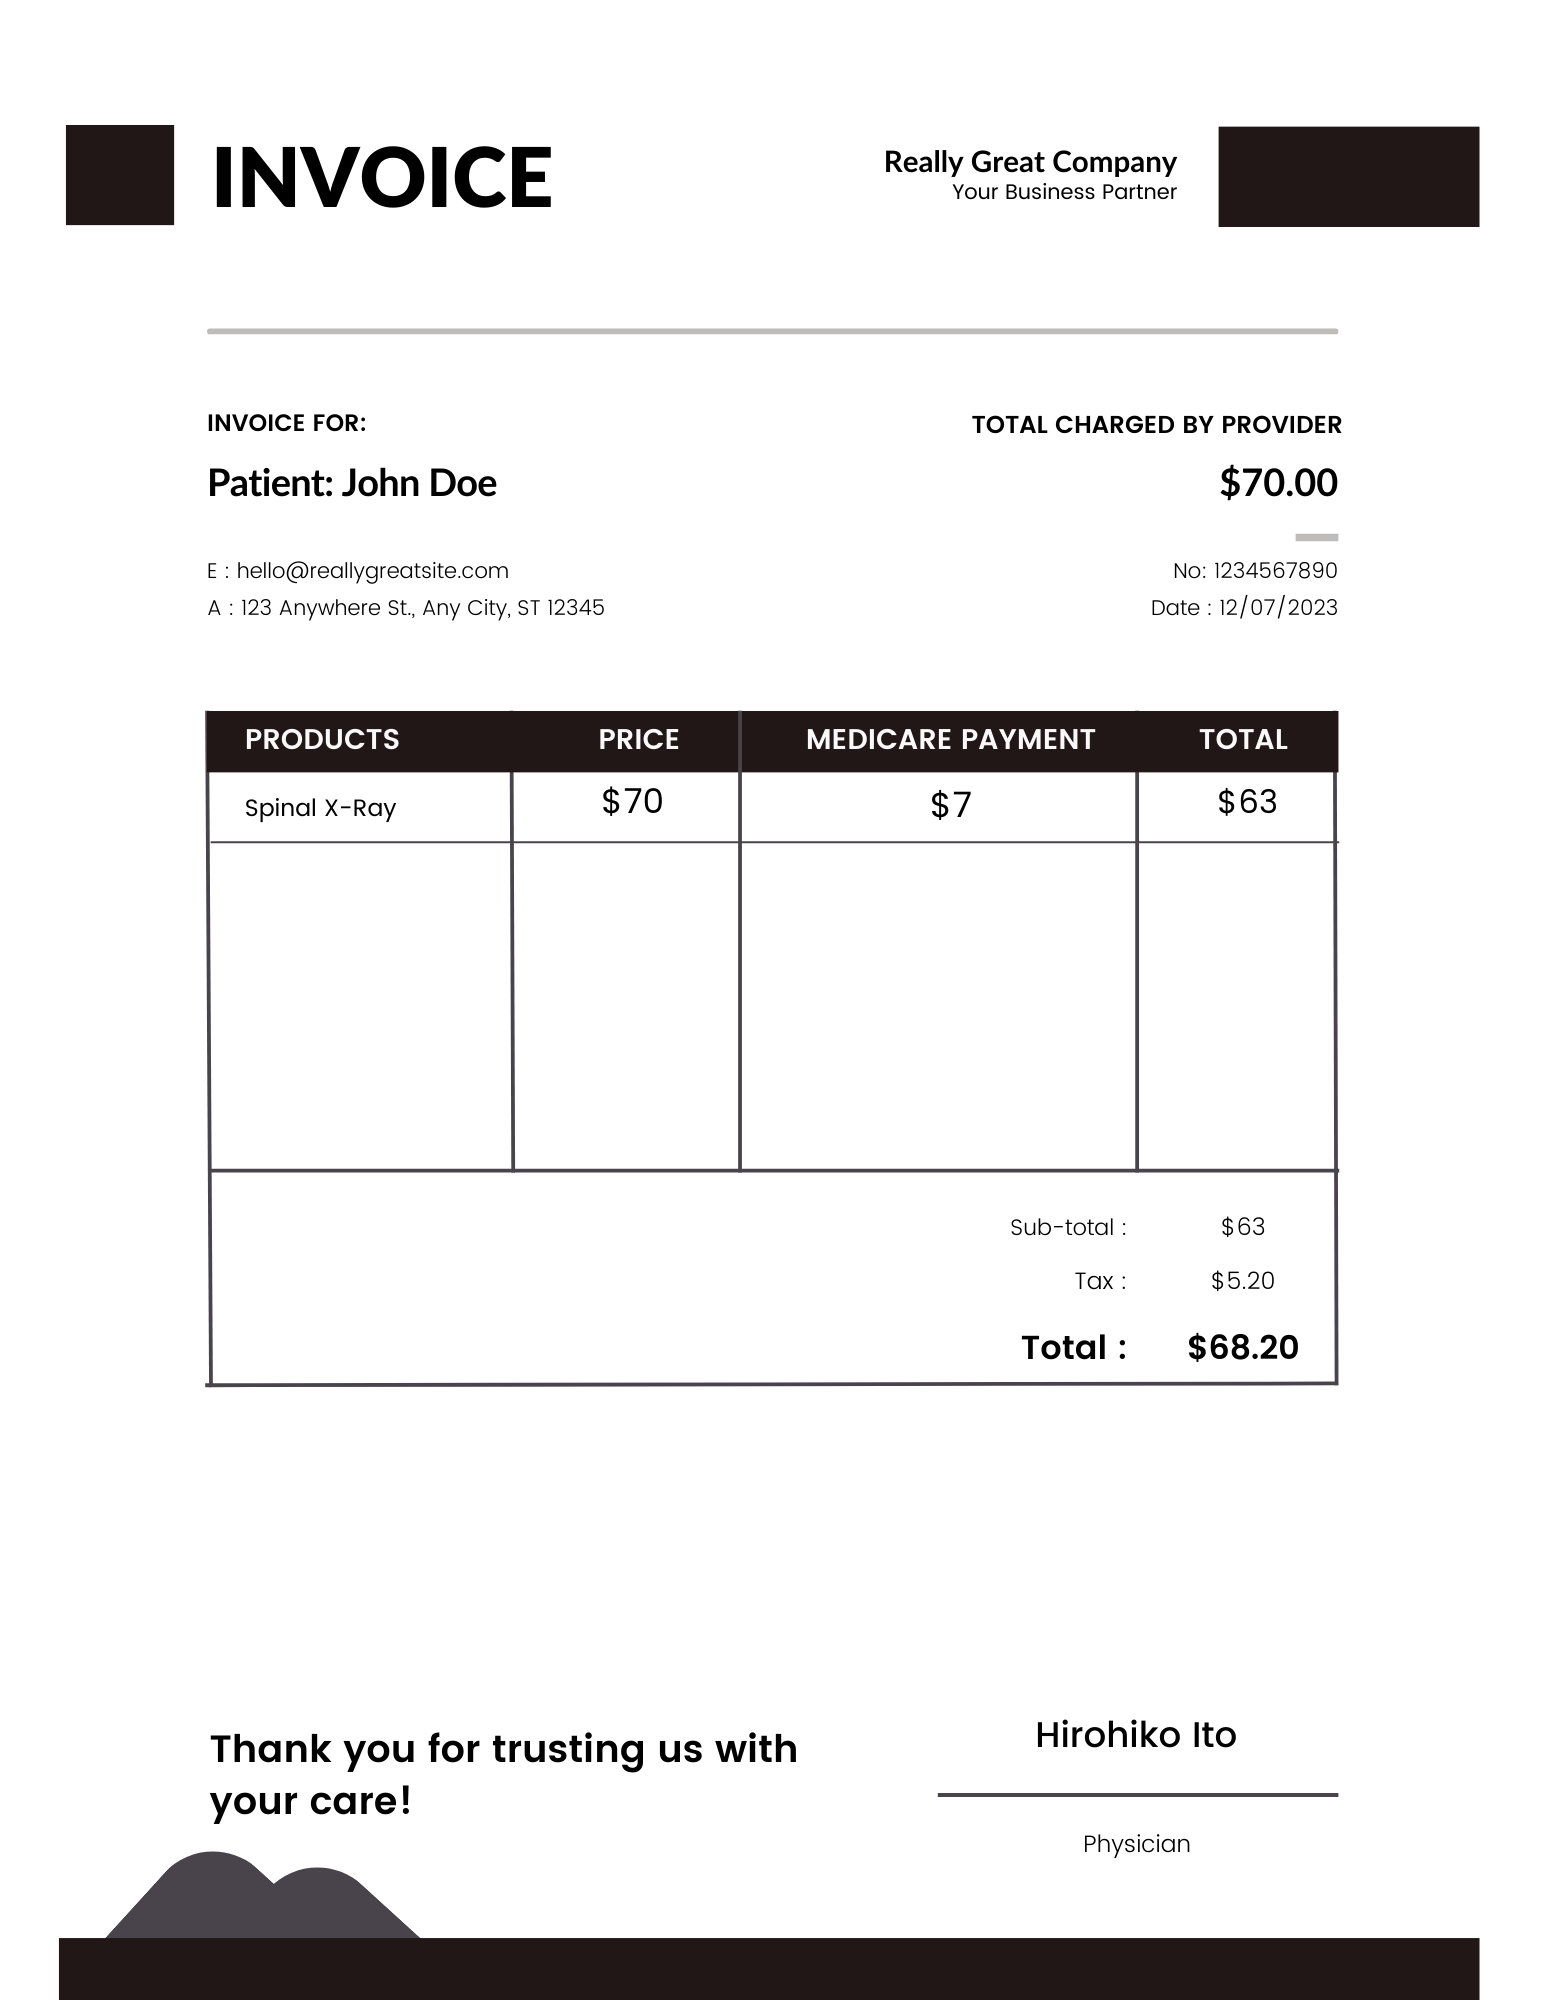 INVOICE
Really Great Company
Your Business Partner
INVOICE FOR:
TOTAL CHARGED BY PROVIDER
Patient: John Doe
$70.00
E : hello@reallygreatsite.com
No: 1234567890
A : 123 Anywhere St., Any City, ST 12345
Date : 12/07/2023
PRODUCTS PRICE MEDICARE PAYMENT TOTAL
Spinal X-Ray $70 $7 $63
Sub-total : $63
Tax : $5.20
Total : $68.20
Thank you for trusting us with
your care!
Hirohiko Ito
Physician